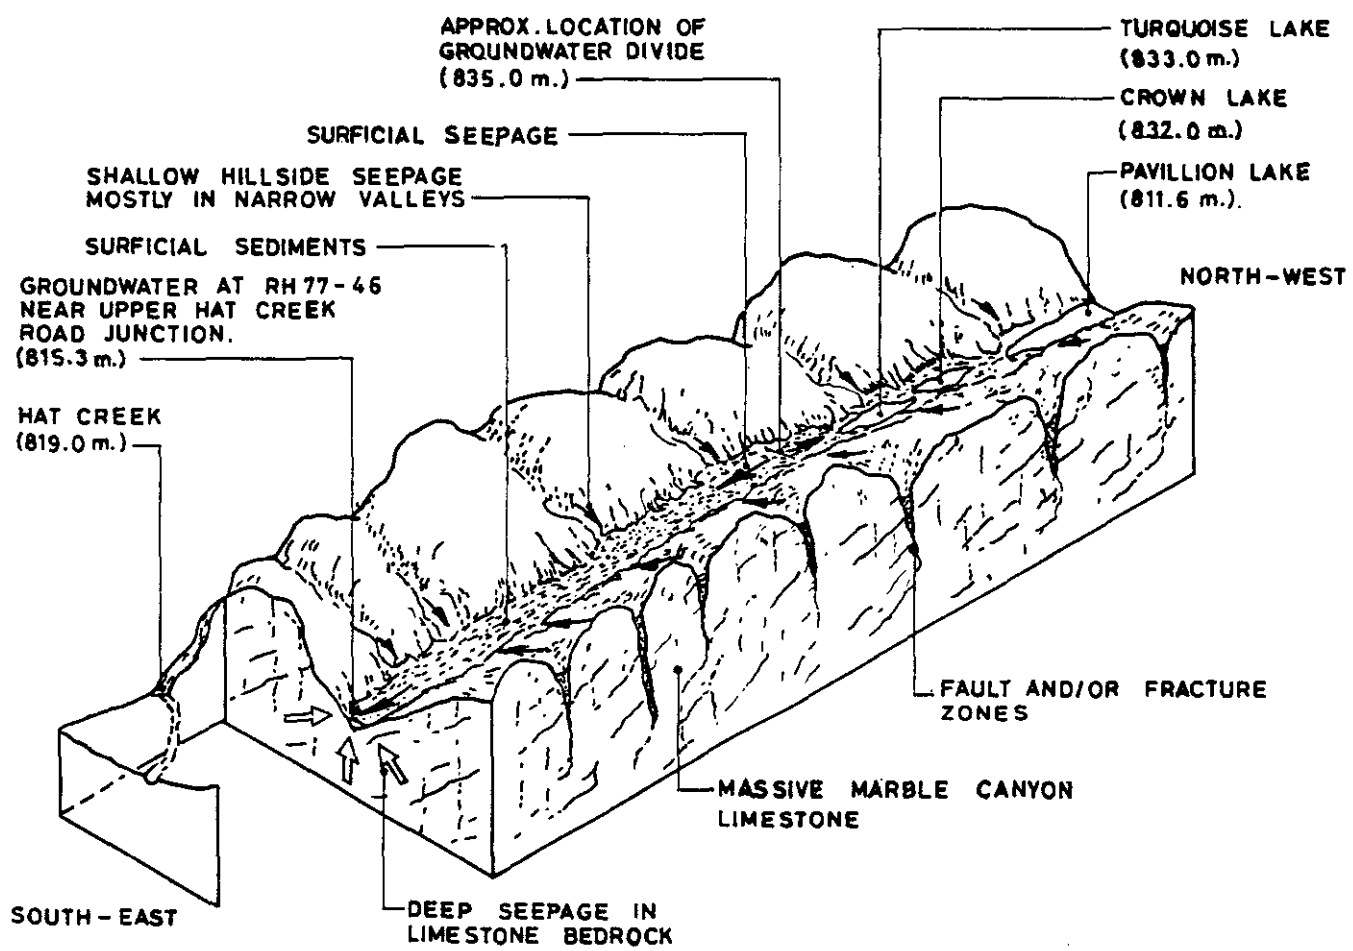 APPROX. LOCATION OF
GROUNDWATER DIVIDE
(835.0 m.)
TURQUOISE LAKE
(833.0 m.)
CROWN LAKE
(832.0 m.)
PAVILLION LAKE
(811.6 m.).
SURFICIAL SEEPAGE
SHALLOW HILLSIDE SEEPAGE
MOSTLY IN NARROW VALLEYS
SURFICIAL SEDIMENTS
GROUNDWATER AT RH 77-46
NEAR UPPER HAT CREEK
ROAD JUNCTION.
(815.3 m.)
HAT CREEK
(819.0 m.)
NORTH-WEST
FAULT AND/OR FRACTURE
ZONES
MASSIVE MARBLE CANYON
LIMESTONE
DEEP SEEPAGE IN
LIMESTONE BEDROCK
SOUTH-EAST